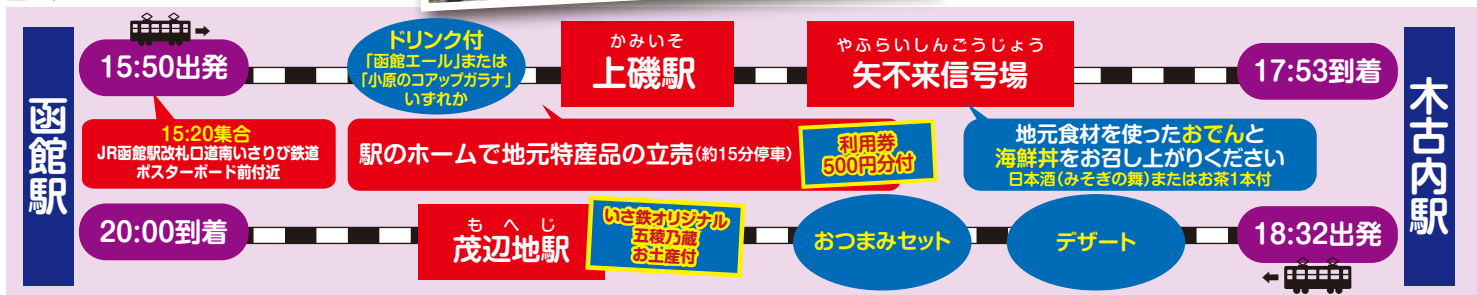 函館駅
15:50出発
15:20集合
JR函館駅改札口道南いさりび鉄道
ポスターボード前付近
ドリンク付
「函館エール」または
「小原のコアップガラナ」
いずれか
かみいそ
上磯駅
駅のホームで地元特産品の立売(約15分停車)
利用券
500円分付
やふらいしんごうじょう
矢不来信号場
地元食材を使ったおでんと
海鮮丼をお召し上がりください
日本酒(みそぎの舞)またはお茶1本付
17:53到着
木古内駅
18:32出発
デザート
おつまみセット
いさ鉄オリジナル
五稜乃蔵
お土産付
もへじ
茂辺地駅
20:00到着